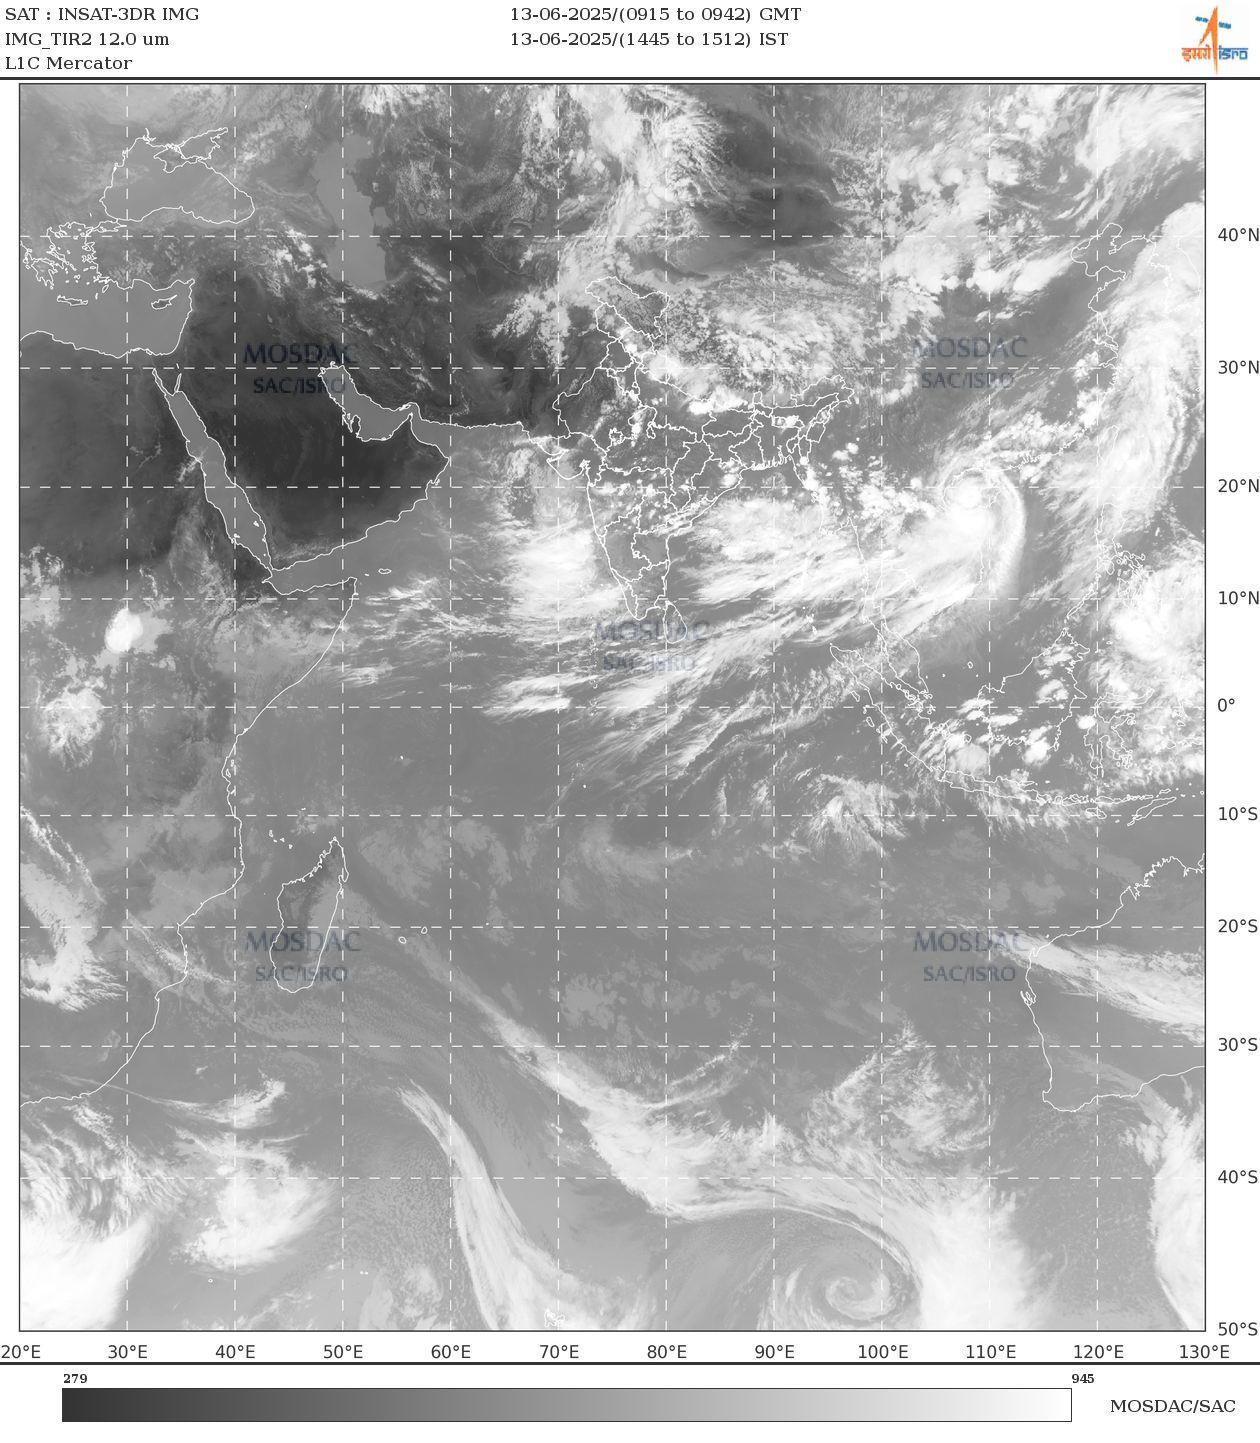 SAT : INSAT-3DR IMG
13-06-2025/(0915 to 0942) GMT
IMG_TIR2 12.0 um
13-06-2025/(1445 to 1512) IST
L1C Mercator
इसरो isro
40°N
MOSDAC
SAC/ISRO
MOSDAC
SAC/ISRO
30°N
20°N
10°N
MOSDAC
SAC/ISRO
0°
10°S
20°S
MOSDAC
SAC/ISRO
MOSDAC
SAC/ISRO
30°S
40°S
50°S
20°E 30°E 40°E 50°E 60°E 70°E 80°E 90°E 100°E 110°E 120°E 130°E
279
945
MOSDAC/SAC